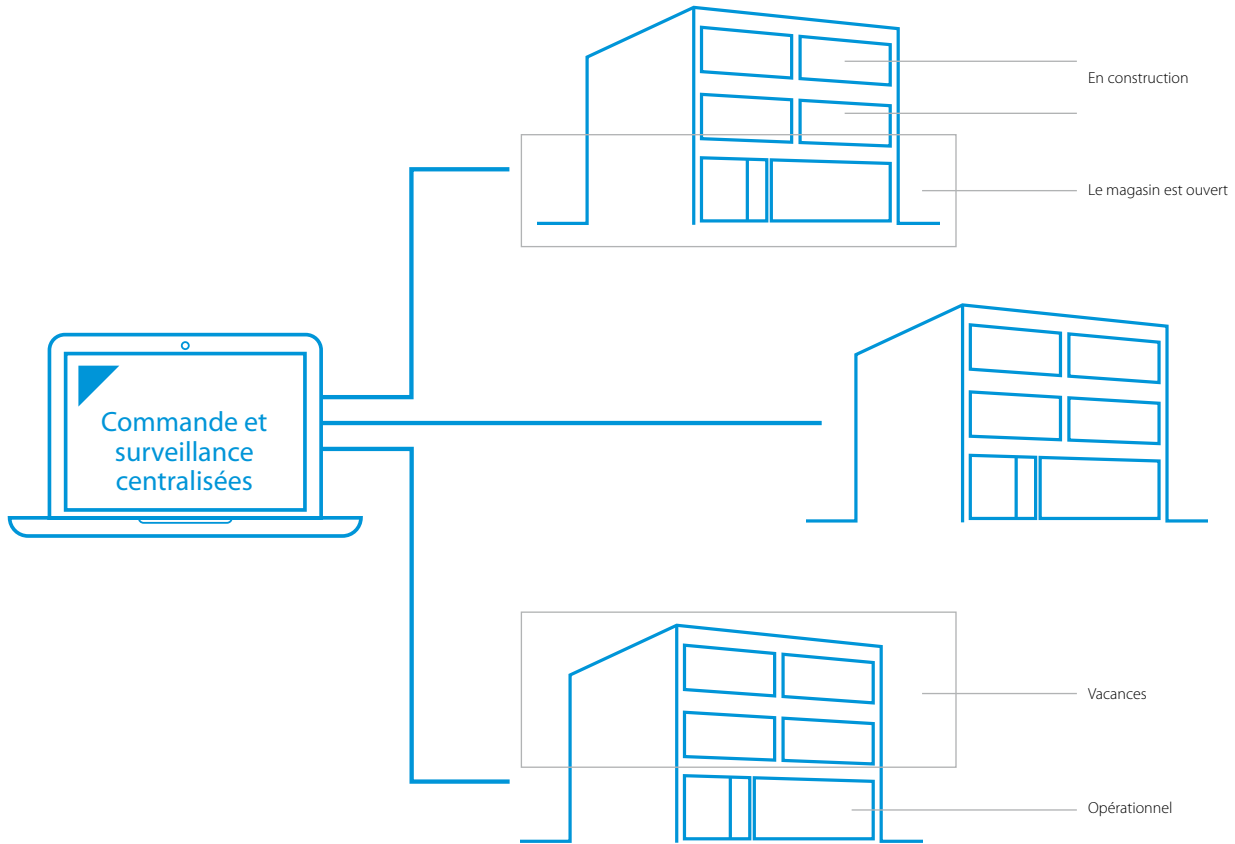 En construction
Le magasin est ouvert
Commande et
surveillance
centralisées
Vacances
Opérationnel